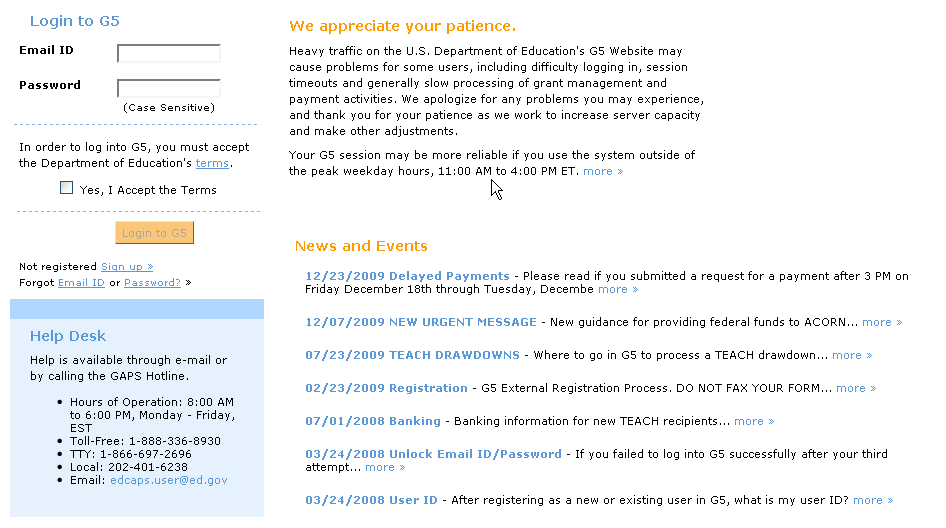 Login to G5
Email ID
Password
(Case Sensitive)
In order to log into G5, you must accept
the Department of Education's terms.
Yes, I Accept the Terms
Login to G5
Not registered Sign up »
Forgot Email ID or Password? »
Help Desk
Help is available through e-mail or
by calling the GAPS Hotline.
• Hours of Operation: 8:00 AM
to 6:00 PM, Monday - Friday,
EST
• Toll-Free: 1-888-336-8930
• TTY: 1-866-697-2696
• Local: 202-401-6238
• Email: edcaps.user@ed.gov
We appreciate your patience.
Heavy traffic on the U.S. Department of Education's G5 Website may
cause problems for some users, including difficulty logging in, session
timeouts and generally slow processing of grant management and
payment activities. We apologize for any problems you may experience,
and thank you for your patience as we work to increase server capacity
and make other adjustments.
Your G5 session may be more reliable if you use the system outside of
the peak weekday hours, 11:00 AM to 4:00 PM ET. more »
News and Events
12/23/2009 Delayed Payments - Please read if you submitted a request for a payment after 3 PM on
Friday December 18th through Tuesday, Decembe more »
12/07/2009 NEW URGENT MESSAGE - New guidance for providing federal funds to ACORN... more »
07/23/2009 TEACH DRAWDOWNS - Where to go in G5 to process a TEACH drawdown... more »
02/23/2009 Registration - G5 External Registration Process. DO NOT FAX YOUR FORM... more »
07/01/2008 Banking - Banking information for new TEACH recipients... more »
03/24/2008 Unlock Email ID/Password - If you failed to log into G5 successfully after your third
attempt... more »
03/24/2008 User ID - After registering as a new or existing user in G5, what is my user ID? more »